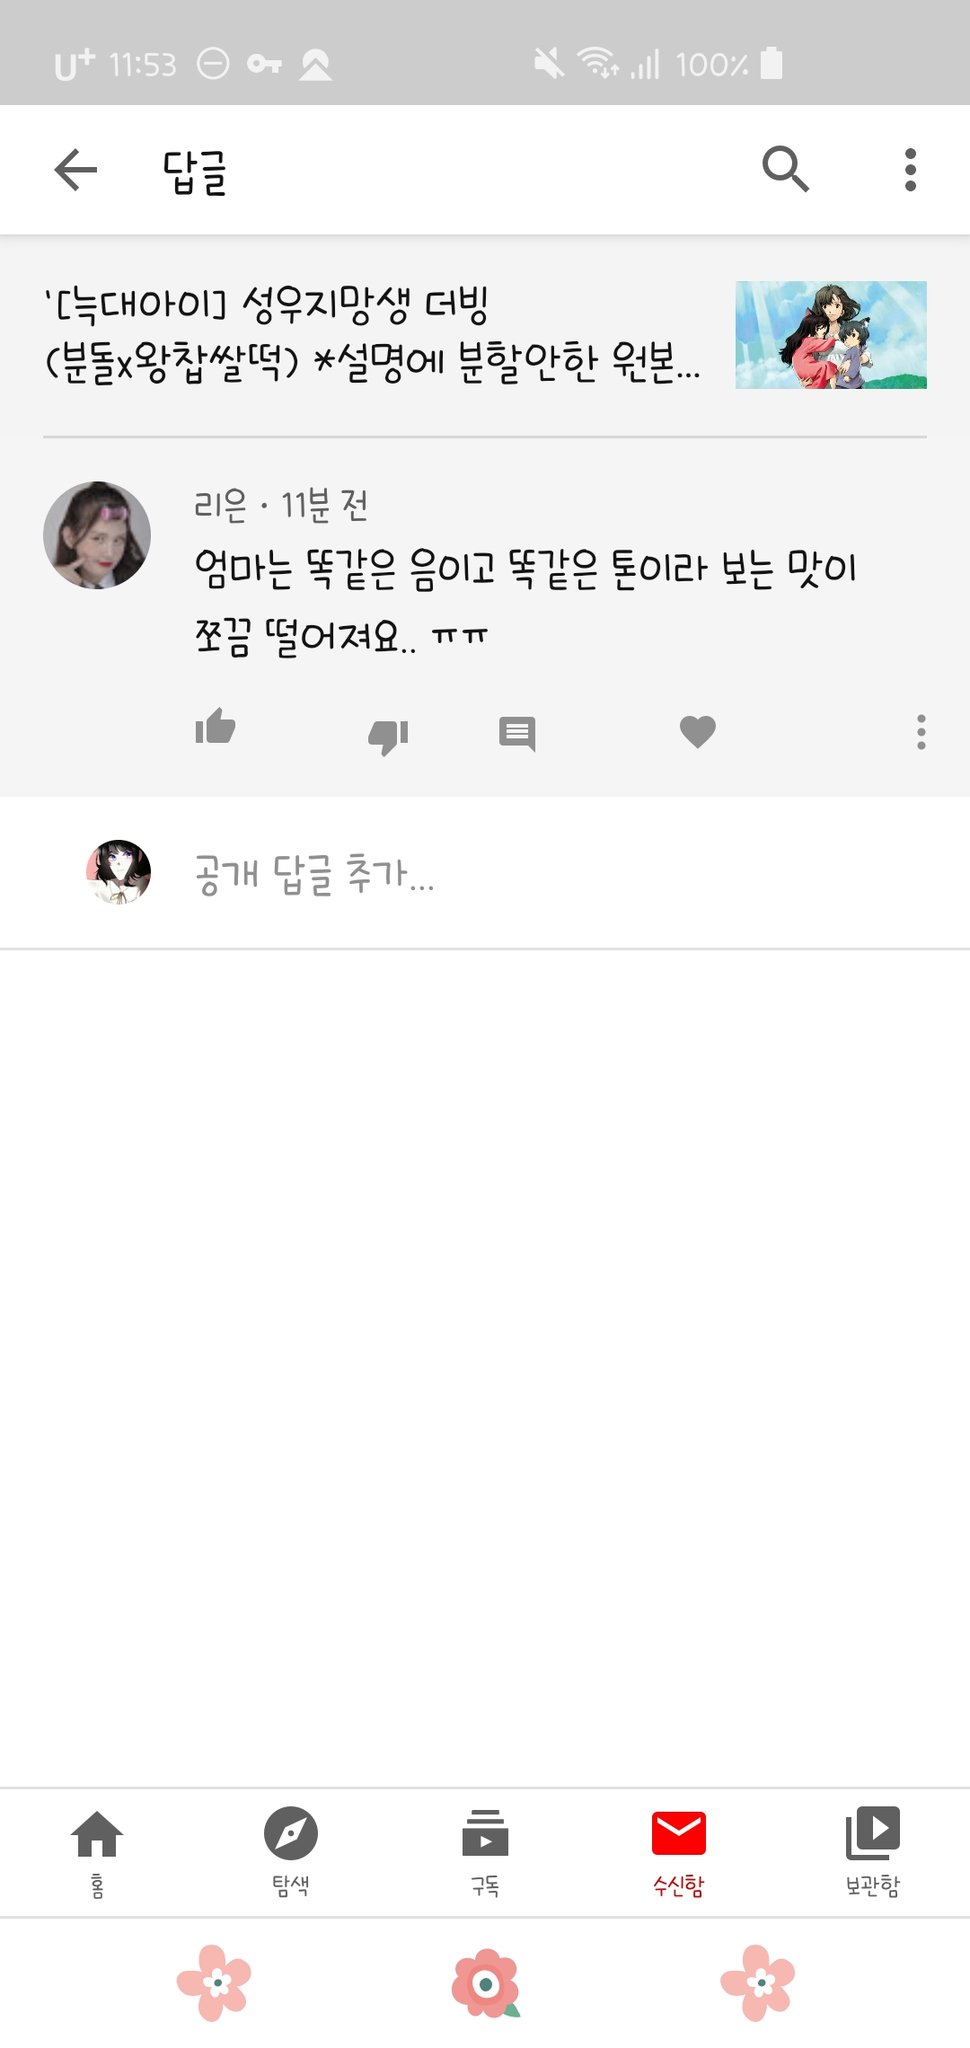 U+ 11:53 100%
답글
'[늑대아이] 성우지망생 더빙
(분돌x왕찹쌀떡) *설명에 분할안한 원본...
리은 · 11분 전
엄마는 똑같은 음이고 똑같은 톤이라 보는 맛이
쪼끔 떨어져요.. ㅠㅠ
공개 답글 추가...
홈 탐색 구독 수신함 보관함